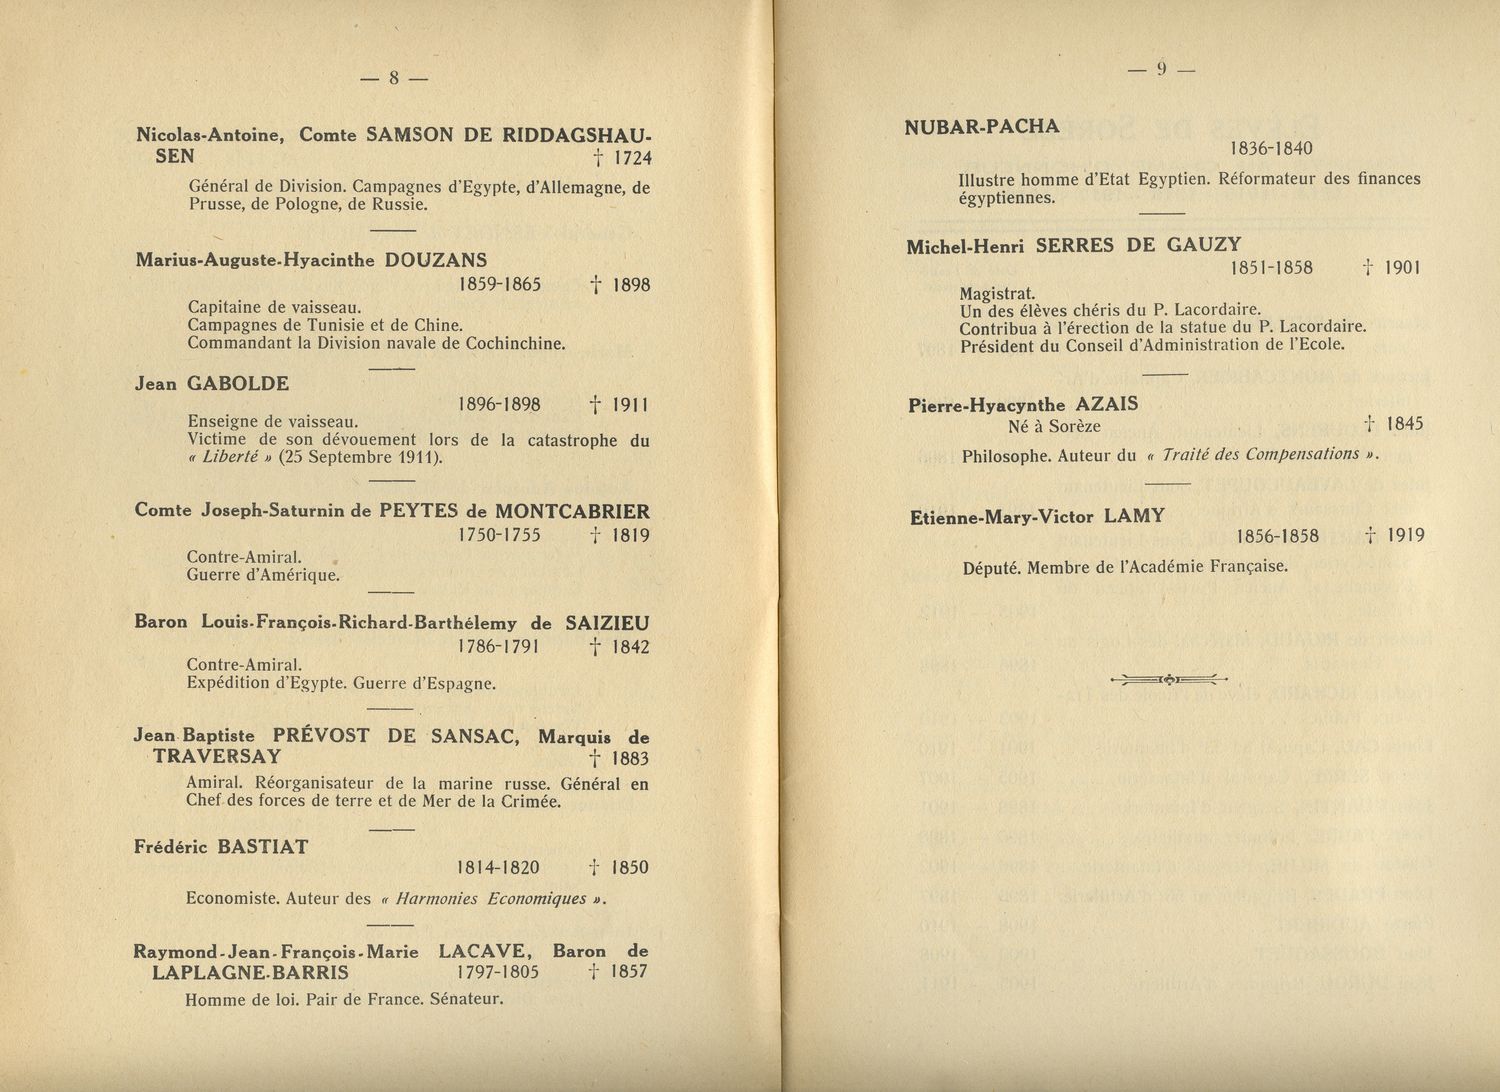 — 8 —
Nicolas-Antoine, Comte SAMSON DE RIDDAGSHAU-
SEN † 1724
Général de Division. Campagnes d'Egypte, d'Allemagne, de
Prusse, de Pologne, de Russie.
Marius-Auguste-Hyacinthe DOUZANS
1859-1865 † 1898
Capitaine de vaisseau.
Campagnes de Tunisie et de Chine.
Commandant la Division navale de Cochinchine.
Jean GABOLDE
1896-1898 † 1911
Enseigne de vaisseau.
Victime de son dévouement lors de la catastrophe du
« Liberté » (25 Septembre 1911).
Comte Joseph-Saturnin de PEYTES de MONTCABRIER
1750-1755 † 1819
Contre-Amiral.
Guerre d'Amérique.
Baron Louis-François-Richard-Barthélemy de SAIZIEU
1786-1791 † 1842
Contre-Amiral.
Expédition d'Egypte. Guerre d'Espagne.
Jean Baptiste PRÉVOST DE SANSAC, Marquis de
TRAVERSAY † 1883
Amiral. Réorganisateur de la marine russe. Général en
Chef des forces de terre et de Mer de la Crimée.
Frédéric BASTIAT
1814-1820 † 1850
Economiste. Auteur des « Harmonies Economiques ».
Raymond-Jean-François-Marie LACAVE, Baron de
LAPLAGNE-BARRIS 1797-1805 † 1857
Homme de loi. Pair de France. Sénateur.
— 9 —
NUBAR-PACHA
1836-1840
Illustre homme d'Etat Egyptien. Réformateur des finances
égyptiennes.
Michel-Henri SERRES DE GAUZY
1851-1858 † 1901
Magistrat.
Un des élèves chéris du P. Lacordaire.
Contribua à l'érection de la statue du P. Lacordaire.
Président du Conseil d'Administration de l'Ecole.
Pierre-Hyacynthe AZAIS
Né à Sorèze † 1845
Philosophe. Auteur du « Traité des Compensations ».
Etienne-Mary-Victor LAMY
1856-1858 † 1919
Député. Membre de l'Académie Française.